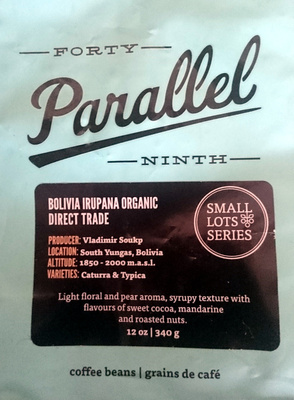 FORTY
Parallel
NINTH
BOLIVIA IRUPANA ORGANIC
DIRECT TRADE
SMALL
LOTS
SERIES
PRODUCER: Vladimir Soukp
LOCATION: South Yungas, Bolivia
ALTITUDE: 1850 - 2000 m.a.s.l.
VARIETIES: Caturra & Typica
Light floral and pear aroma, syrupy texture with
flavours of sweet cocoa, mandarine
and roasted nuts.
12 oz | 340 g
coffee beans | grains de café